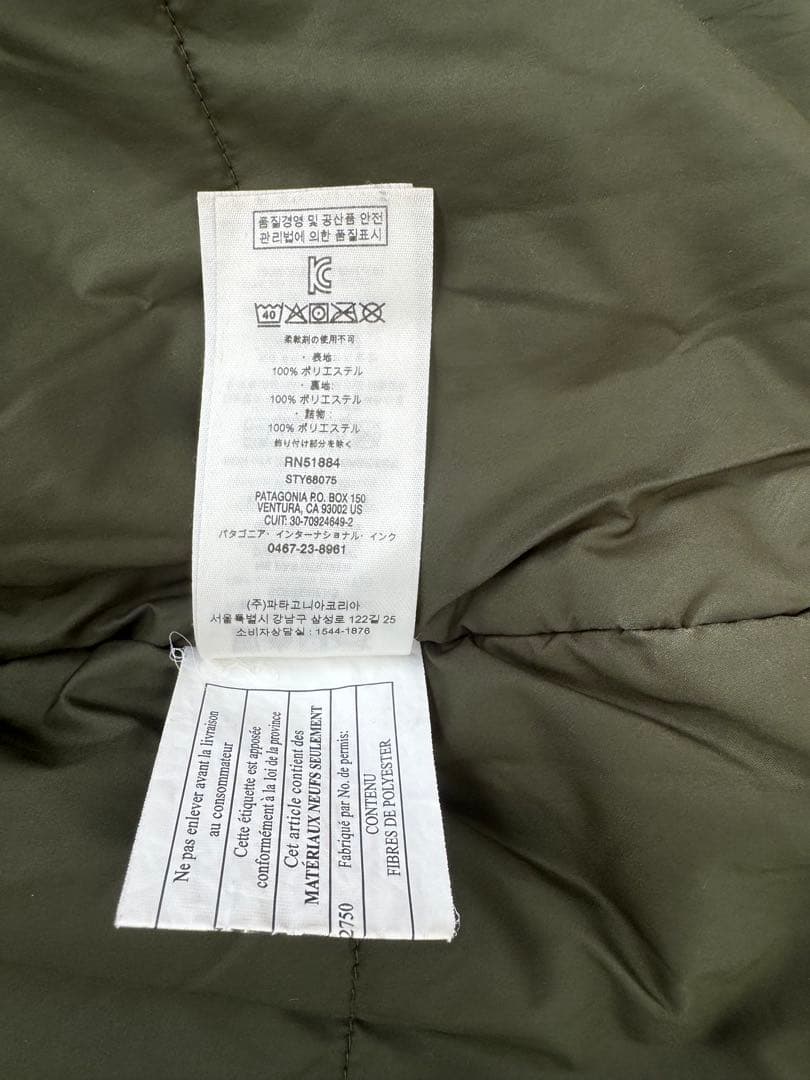 품질경영 및 공산품 안전
관리법에 의한 품질표시
40
柔軟剤の使用不可
・表地:
100% ポリエステル
・裏地:
100% ポリエステル
・詰物:
100% ポリエステル
飾り付け部分を除く
RN51884
STY68075
PATAGONIA P.O. BOX 150
VENTURA, CA 93002 US
CUIT: 30-70924649-2
パタゴニア・インターナショナル・インク
0467-23-8961
(주)파타고니아코리아
서울특별시 강남구 삼성로 122길 25
소비자상담실 : 1544-1876
Ne pas enlever avant la livraison
au consommateur
Cette étiquette est apposée
conformément à la loi de la province
Cet article contient des
MATÉRIAUX NEUFS SEULEMENT
Fabriqué par No. de permis:
2750
CONTENU
FIBRES DE POLYESTER